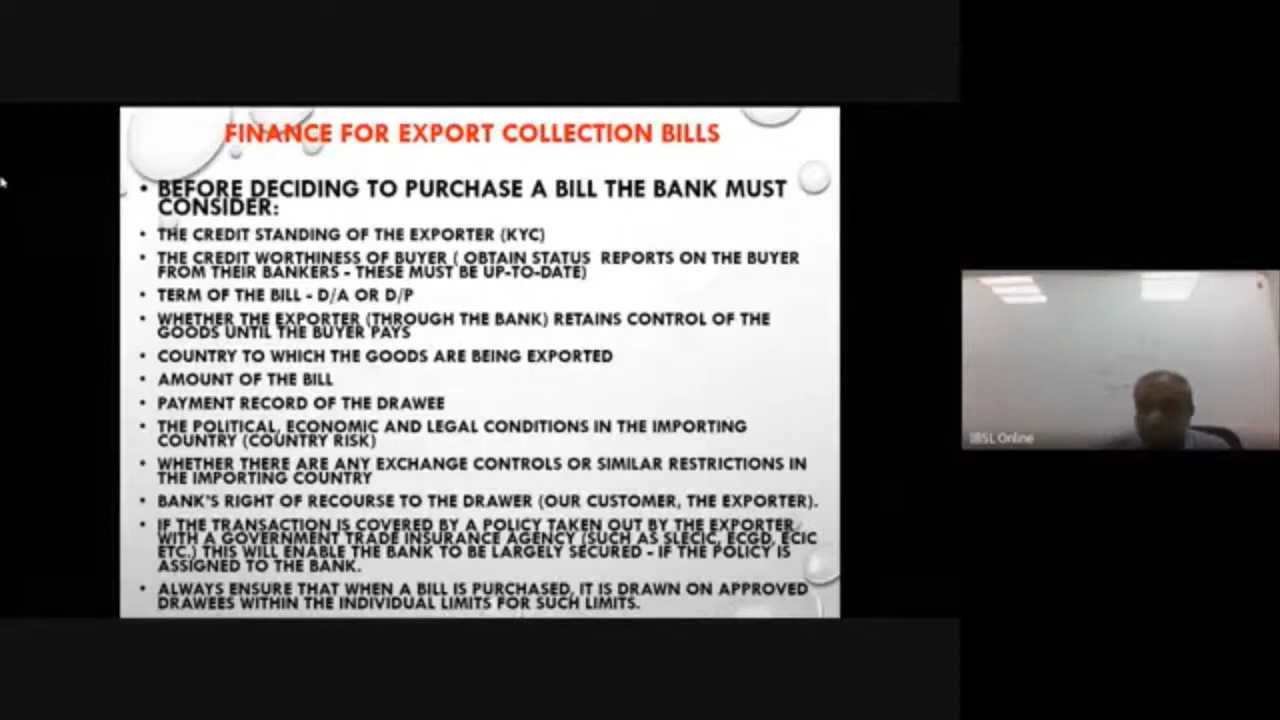 FINANCE FOR EXPORT COLLECTION BILLS
• BEFORE DECIDING TO PURCHASE A BILL THE BANK MUST
CONSIDER:
• THE CREDIT STANDING OF THE EXPORTER (KYC)
• THE CREDIT WORTHINESS OF BUYER ( OBTAIN STATUS REPORTS ON THE BUYER
FROM THEIR BANKERS - THESE MUST BE UP-TO-DATE)
• TERM OF THE BILL - D/A OR D/P
• WHETHER THE EXPORTER (THROUGH THE BANK) RETAINS CONTROL OF THE
GOODS UNTIL THE BUYER PAYS
• COUNTRY TO WHICH THE GOODS ARE BEING EXPORTED
• AMOUNT OF THE BILL
• PAYMENT RECORD OF THE DRAWEE
• THE POLITICAL, ECONOMIC AND LEGAL CONDITIONS IN THE IMPORTING
COUNTRY (COUNTRY RISK)
• WHETHER THERE ARE ANY EXCHANGE CONTROLS OR SIMILAR RESTRICTIONS IN
THE IMPORTING COUNTRY
• BANK'S RIGHT OF RECOURSE TO THE DRAWER (OUR CUSTOMER, THE EXPORTER).
• IF THE TRANSACTION IS COVERED BY A POLICY TAKEN OUT BY THE EXPORTER
WITH A GOVERNMENT TRADE INSURANCE AGENCY (SUCH AS SLECIC, ECGD, ECIC
ETC.) THIS WILL ENABLE THE BANK TO BE LARGELY SECURED - IF THE POLICY IS
ASSIGNED TO THE BANK.
• ALWAYS ENSURE THAT WHEN A BILL IS PURCHASED, IT IS DRAWN ON APPROVED
DRAWEES WITHIN THE INDIVIDUAL LIMITS FOR SUCH LIMITS.
IBSL Online